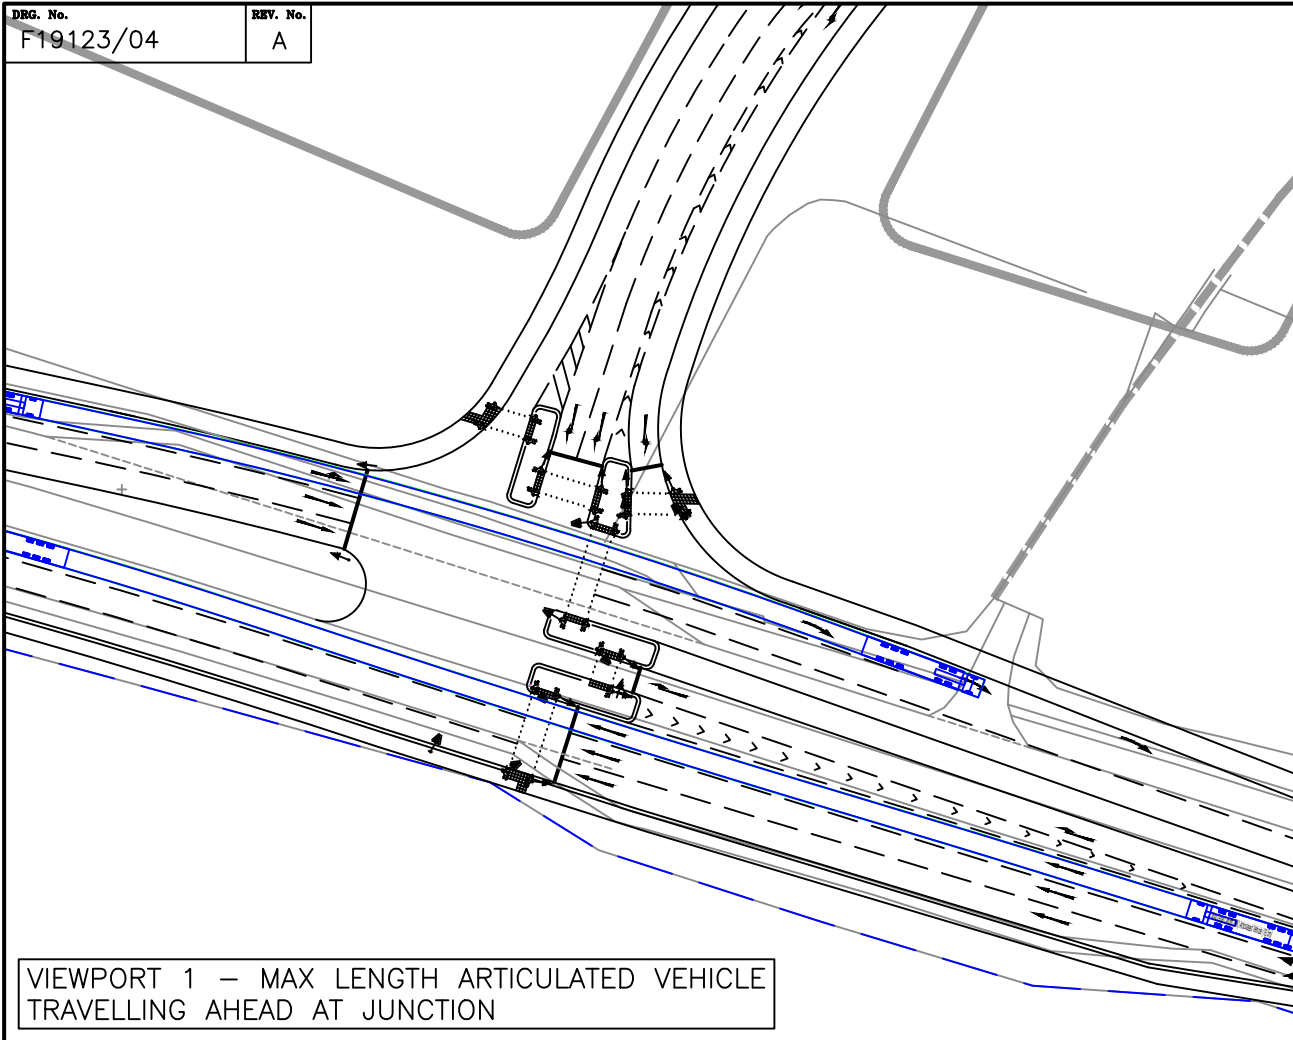 DRG. No.
F19123/04
REV. No.
A
VIEWPORT 1 – MAX LENGTH ARTICULATED VEHICLE
TRAVELLING AHEAD AT JUNCTION